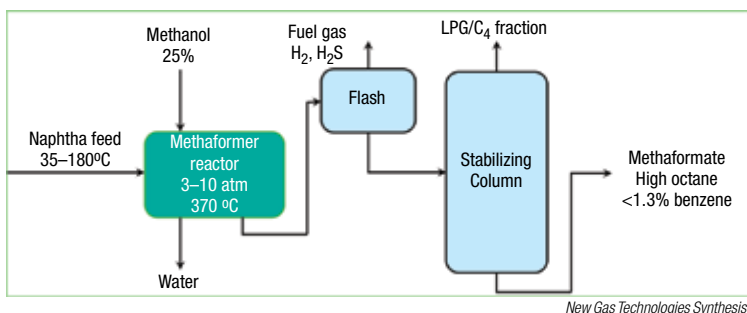 Methanol
25%
Naphtha feed
35–180ºC
Methaformer
reactor
3–10 atm
370 ºC
Water
Fuel gas
H₂, H₂S
Flash
LPG/C₄ fraction
Stabilizing
Column
Methaformate
High octane
<1.3% benzene
New Gas Technologies Synthesis